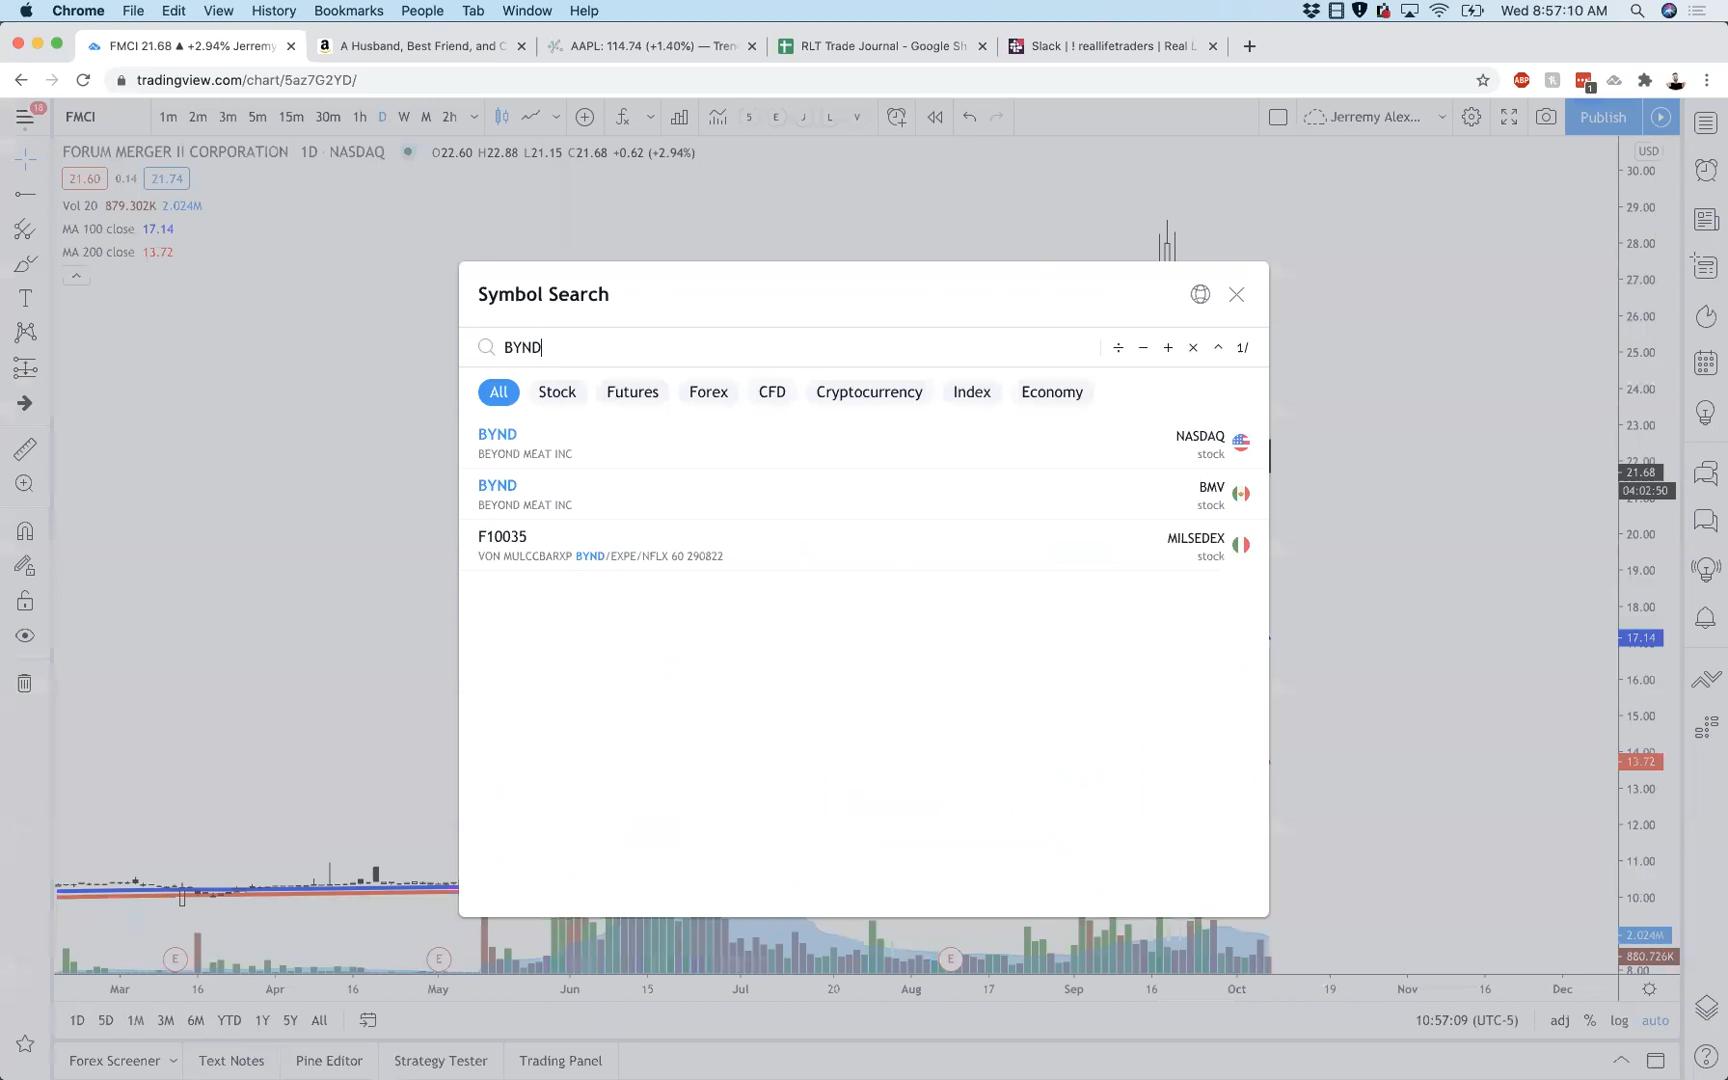 Chrome File Edit View History Bookmarks People Tab Window Help Wed 8:57:10 AM
FMCI 21.68 ▲ +2.94% Jerremy A Husband, Best Friend, and C AAPL: 114.74 (+1.40%) — Tren RLT Trade Journal - Google Sh Slack | ! reallifetraders | Real L
tradingview.com/chart/5az7G2YD/ ABP 1
18
FMCI 1m 2m 3m 5m 15m 30m 1h D W M 2h 5 E J L V Jerremy Alex... Publish
FORUM MERGER II CORPORATION 1D · NASDAQ O22.60 H22.88 L21.15 C21.68 +0.62 (+2.94%) USD
21.60 0.14 21.74
Vol 20 879.302K 2.024M
MA 100 close 17.14
MA 200 close 13.72
Symbol Search
BYND ÷ − + × ^ 1/
All Stock Futures Forex CFD Cryptocurrency Index Economy
BYND NASDAQ
BEYOND MEAT INC stock
BYND BMV
BEYOND MEAT INC stock
F10035 MILSEDEX
VON MULCCBARXP BYND/EXPE/NFLX 60 290822 stock
30.00
29.00
28.00
27.00
26.00
25.00
24.00
23.00
21.68
04:02:50
20.00
19.00
18.00
17.14
16.00
15.00
13.72
12.00
11.00
10.00
2.024M
880.726K
8.00
E E E
Mar 16 Apr 16 May Jun 15 Jul 20 Aug 17 Sep 16 Oct 19 Nov 16 Dec
1D 5D 1M 3M 6M YTD 1Y 5Y All 10:57:09 (UTC-5) adj % log auto
Forex Screener Text Notes Pine Editor Strategy Tester Trading Panel